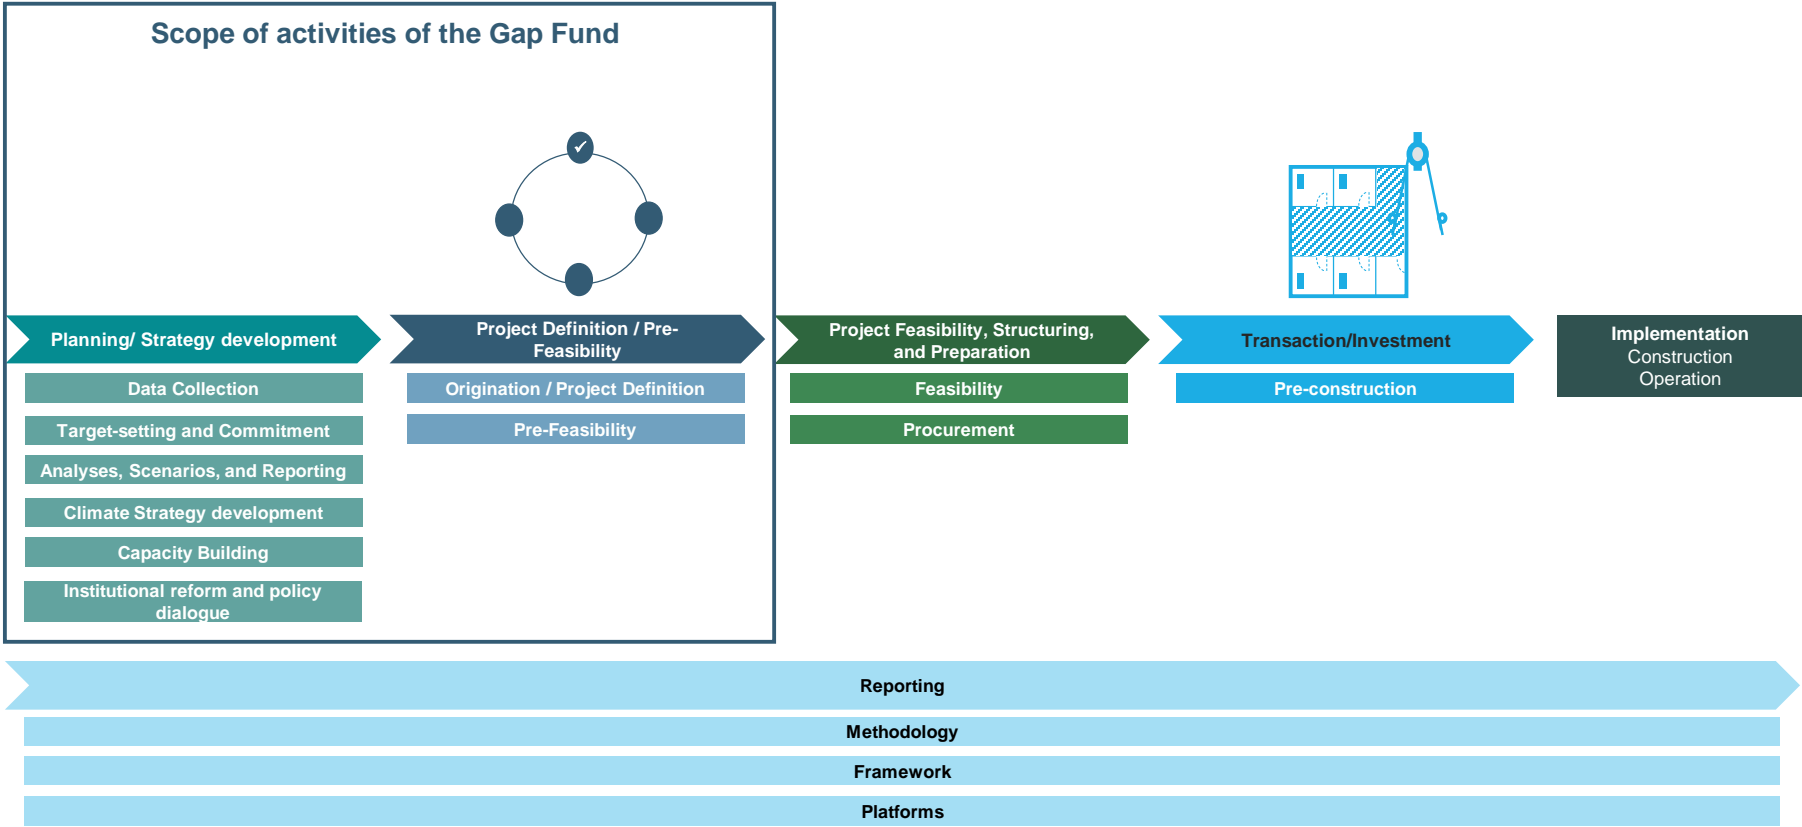 Scope of activities of the Gap Fund
Planning/ Strategy development
Data Collection
Target-setting and Commitment
Analyses, Scenarios, and Reporting
Climate Strategy development
Capacity Building
Institutional reform and policy
dialogue
Project Definition / Pre-
Feasibility
Origination / Project Definition
Pre-Feasibility
Project Feasibility, Structuring,
and Preparation
Feasibility
Procurement
Transaction/Investment
Pre-construction
Implementation
Construction
Operation
Reporting
Methodology
Framework
Platforms